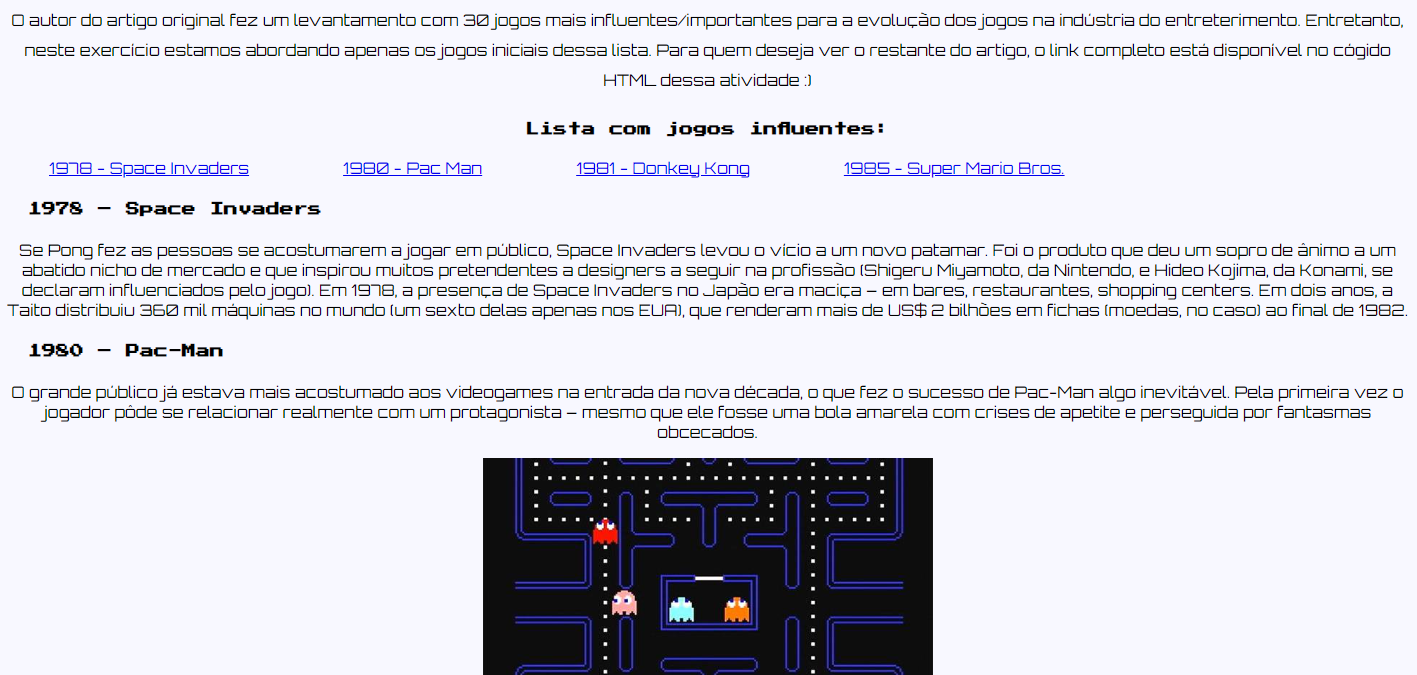 O autor do artigo original fez um levantamento com 30 jogos mais influentes/importantes para a evolução dos jogos na indústria do entreterimento. Entretanto,
neste exercício estamos abordando apenas os jogos iniciais dessa lista. Para quem deseja ver o restante do artigo, o link completo está disponível no cógido
HTML dessa atividade :)
Lista com jogos influentes:
1978 - Space Invaders 1980 - Pac Man 1981 - Donkey Kong 1985 - Super Mario Bros.
1978 – Space Invaders
Se Pong fez as pessoas se acostumarem a jogar em público, Space Invaders levou o vício a um novo patamar. Foi o produto que deu um sopro de ânimo a um
abatido nicho de mercado e que inspirou muitos pretendentes a designers a seguir na profissão (Shigeru Miyamoto, da Nintendo, e Hideo Kojima, da Konami, se
declaram influenciados pelo jogo). Em 1978, a presença de Space Invaders no Japão era maciça – em bares, restaurantes, shopping centers. Em dois anos, a
Taito distribuiu 360 mil máquinas no mundo (um sexto delas apenas nos EUA), que renderam mais de US$ 2 bilhões em fichas (moedas, no caso) ao final de 1982.
1980 – Pac-Man
O grande público já estava mais acostumado aos videogames na entrada da nova década, o que fez o sucesso de Pac-Man algo inevitável. Pela primeira vez o
jogador pôde se relacionar realmente com um protagonista – mesmo que ele fosse uma bola amarela com crises de apetite e perseguida por fantasmas
obcecados.